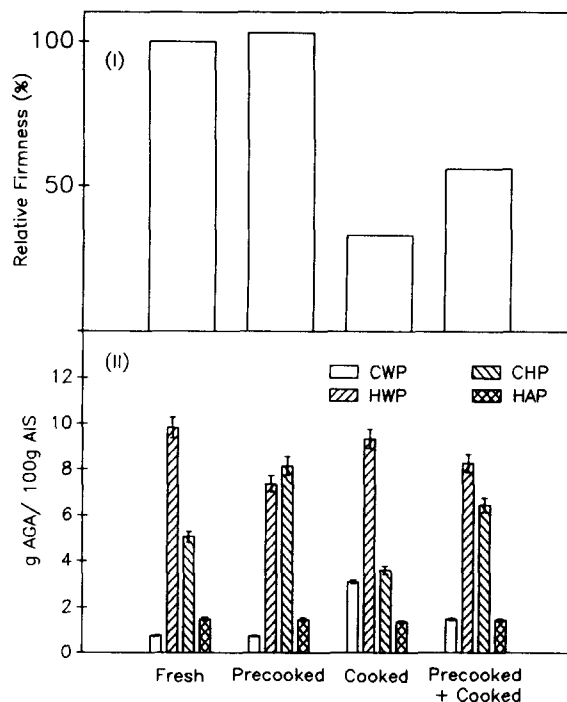 100
(I)
Relative Firmness (%)
50
(II)
CWP
CHP
HWP
HAP
12
10
8
6
4
2
0
g AGA/ 100g AIS
Fresh
Precooked
Cooked
Precooked
+ Cooked